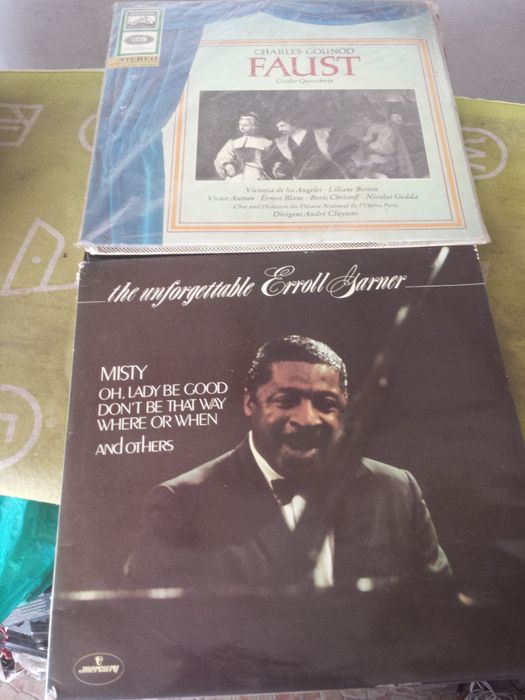 STEREO
CHARLES GOUNOD
FAUST
Großer Querschnitt
Victoria de los Angeles · Liliane Berton
Victor Autran · Ernest Blanc · Boris Christoff · Nicolai Gedda
Chor und Orchester du Théatre National de l'Opéra Paris
Dirigent André Cluytens
the unforgettable Erroll Garner
MISTY
OH, LADY BE GOOD
DON'T BE THAT WAY
WHERE OR WHEN
ANd OTHERS
mercury